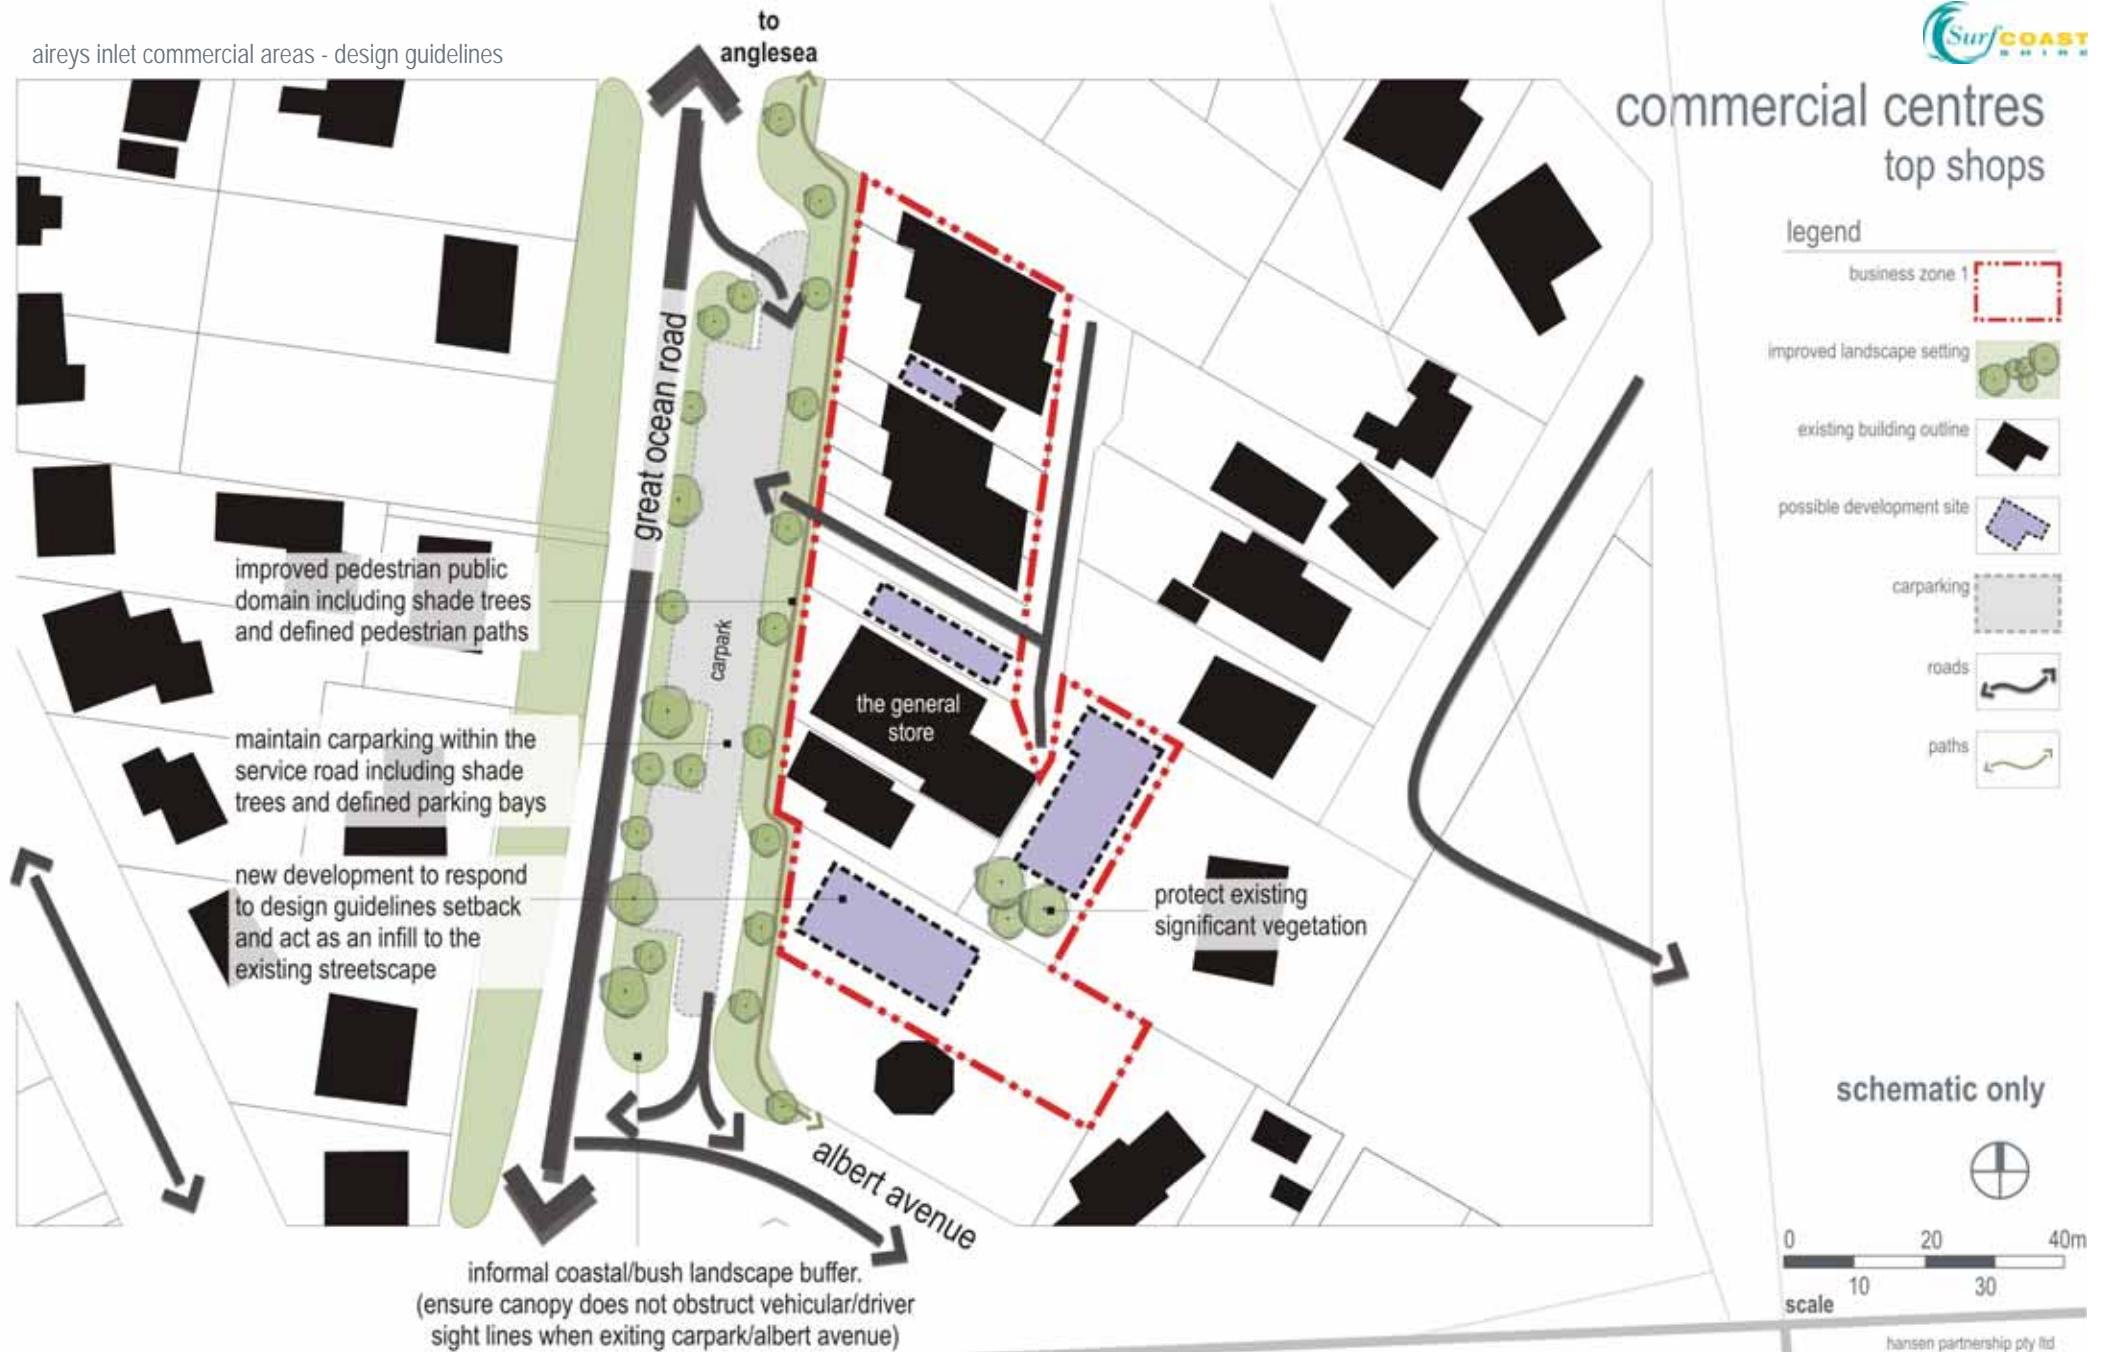 to
anglesea
aireys inlet commercial areas - design guidelines
Surfcoast
SHIRE
commercial centres
top shops
legend
business zone 1
improved landscape setting
existing building outline
possible development site
carparking
roads
paths
great ocean road
carpark
improved pedestrian public
domain including shade trees
and defined pedestrian paths
the general
store
maintain carparking within the
service road including shade
trees and defined parking bays
new development to respond
to design guidelines setback
and act as an infill to the
existing streetscape
protect existing
significant vegetation
albert avenue
informal coastal/bush landscape buffer.
(ensure canopy does not obstruct vehicular/driver
sight lines when exiting carpark/albert avenue)
schematic only
0 20 40m
10 30
scale
hansen partnership pty ltd